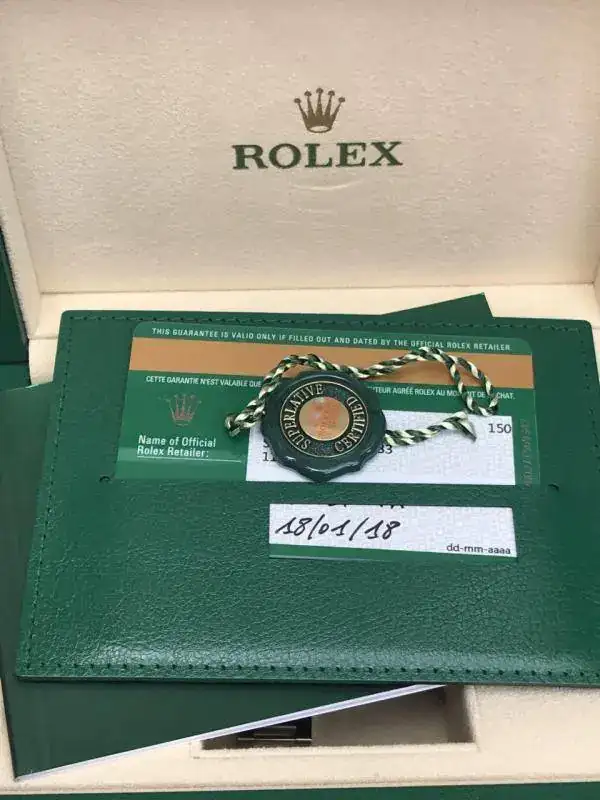 ROLEX
THIS GUARANTEE IS VALID ONLY IF FILLED OUT AND DATED BY THE OFFICIAL ROLEX RETAILER
CETTE GARANTIE N'EST VALABLE QUE AGRÉÉ ROLEX AU DE
Name of Official
Rolex Retailer:
150
SUPERLATIVE
CERTIFIED
18/01/18
dd-mm-aaaa